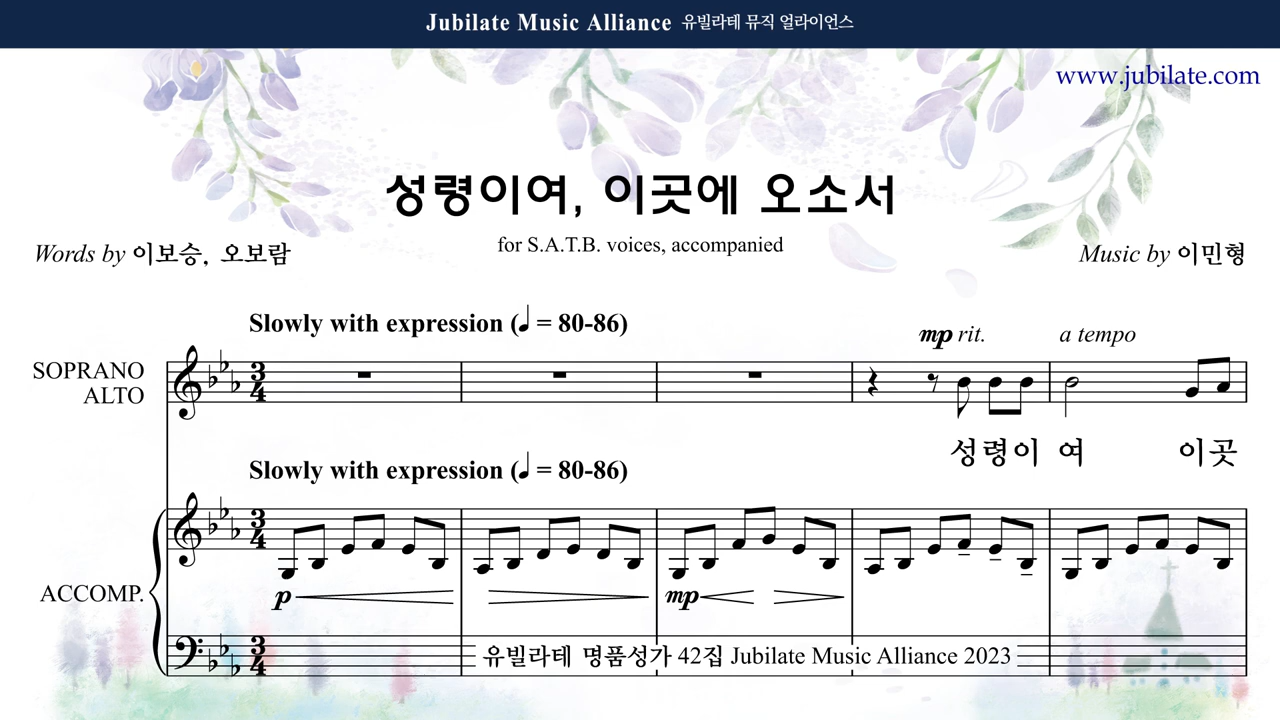 Jubilate Music Alliance 유빌라테 뮤직 얼라이언스
www.jubilate.com
성령이여, 이곳에 오소서
for S.A.T.B. voices, accompanied
Words by 이보승, 오보람
Music by 이민형
Slowly with expression (♩ = 80-86)
mp rit. a tempo
SOPRANO
ALTO
3
4
성령이 여 이곳
Slowly with expression (♩ = 80-86)
3
4
ACCOMP.
p mp
3
4
유빌라테 명품성가 42집 Jubilate Music Alliance 2023